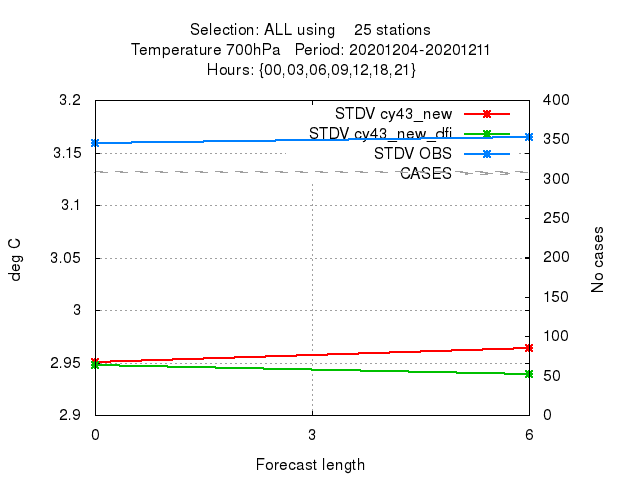 Selection: ALL using    25 stations
Temperature 700hPa   Period: 20201204-20201211
Hours: {00,03,06,09,12,18,21}
3.2
3.15
3.1
3.05
3
2.95
2.9
deg C
STDV cy43_new
STDV cy43_new_dfi
STDV OBS
CASES
400
350
300
250
200
150
100
50
0
No cases
0 3 6
Forecast length